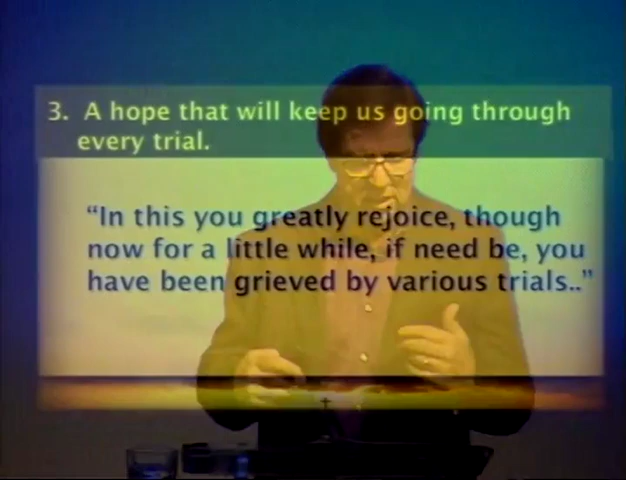 3. A hope that will keep us going through
every trial.
“In this you greatly rejoice, though
now for a little while, if need be, you
have been grieved by various trials..”